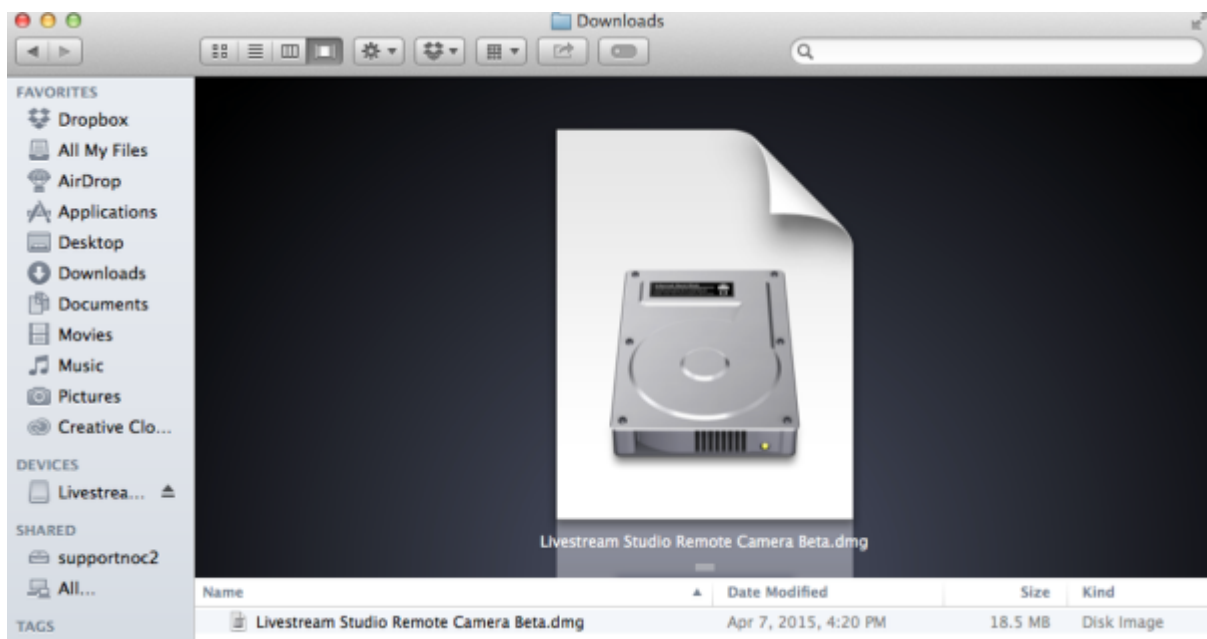 Downloads
FAVORITES
Dropbox
All My Files
AirDrop
Applications
Desktop
Downloads
Documents
Movies
Music
Pictures
Creative Clo...
DEVICES
Livestrea...
SHARED
supportnoc2
All...
TAGS
Livestream Studio Remote Camera Beta.dmg
Name Date Modified Size Kind
Livestream Studio Remote Camera Beta.dmg Apr 7, 2015, 4:20 PM 18.5 MB Disk Image